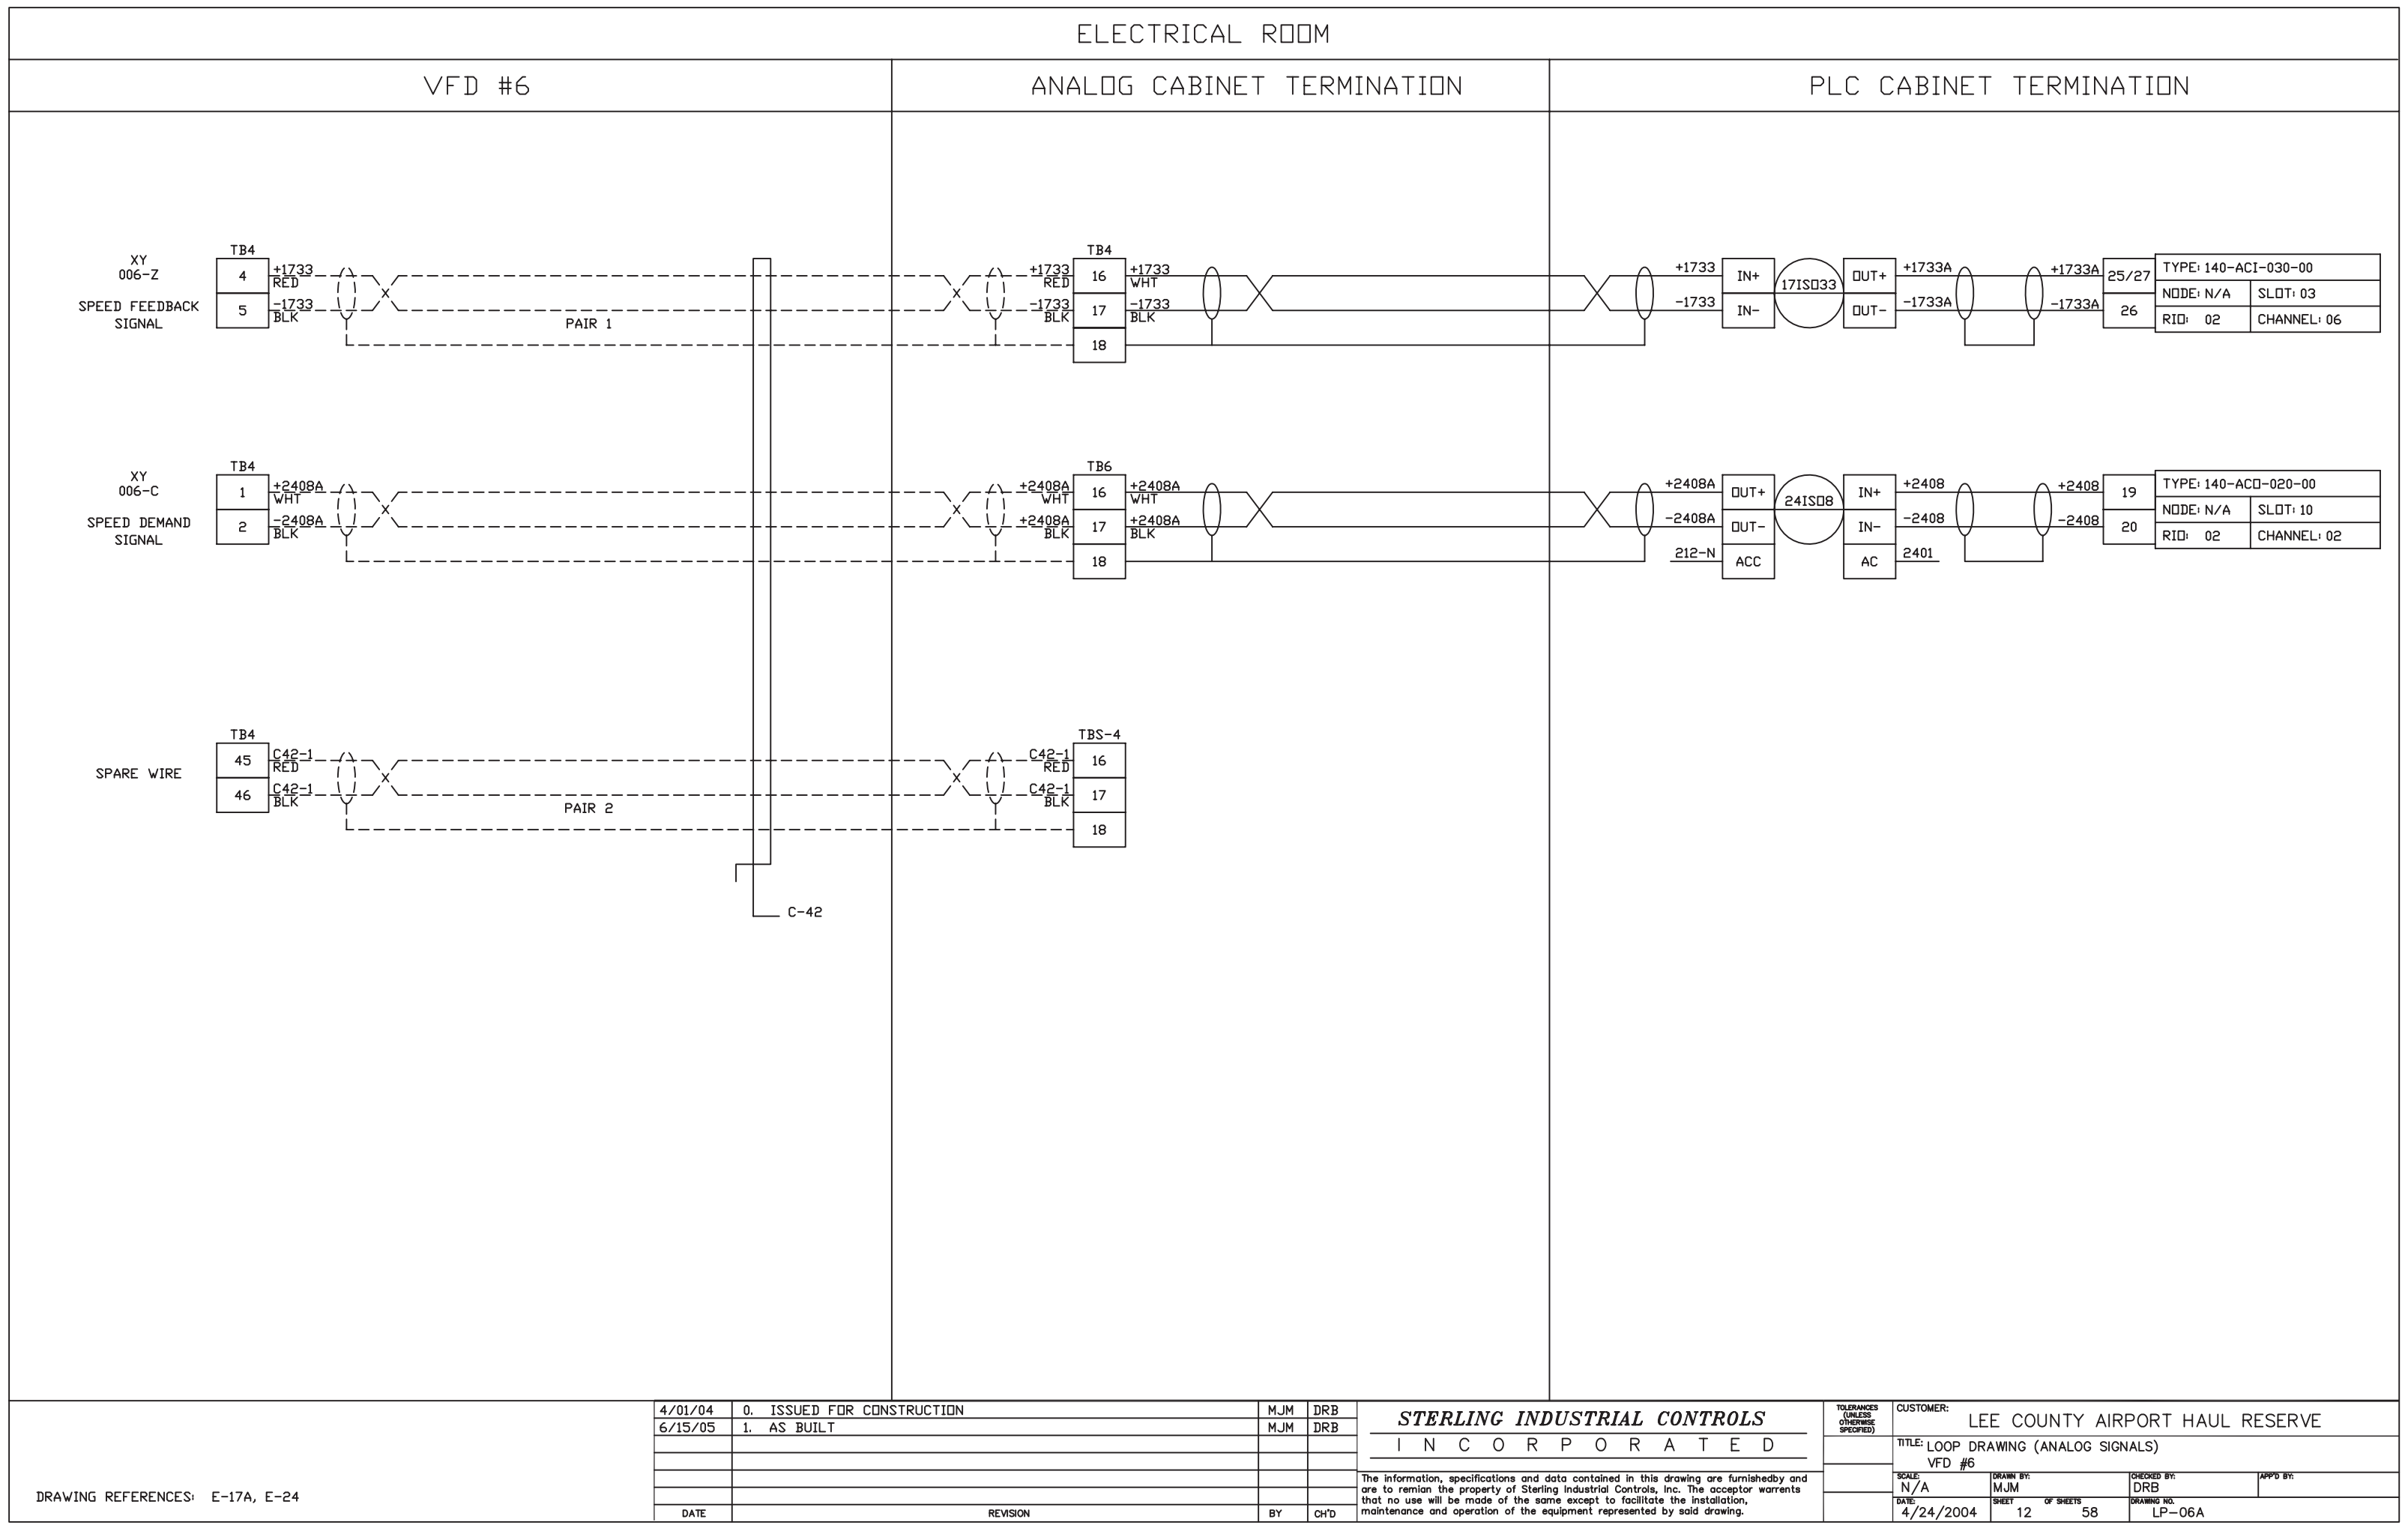 ELECTRICAL ROOM
VFD #6
ANALOG CABINET TERMINATION
PLC CABINET TERMINATION
XY
006-Z
SPEED FEEDBACK
SIGNAL
TB4
4
5
+1733
RED
-1733
BLK
PAIR 1
+1733
RED
-1733
BLK
TB4
16
17
18
+1733
WHT
-1733
BLK
+1733
-1733
IN+
IN-
17ISO33
OUT+
OUT-
+1733A
-1733A
+1733A
-1733A
25/27
26
TYPE: 140-ACI-030-00
NODE: N/A SLOT: 03
RIO: 02 CHANNEL: 06
XY
006-C
SPEED DEMAND
SIGNAL
TB4
1
2
+2408A
WHT
-2408A
BLK
+2408A
WHT
+2408A
BLK
TB6
16
17
18
+2408A
WHT
+2408A
BLK
+2408A
-2408A
212-N
OUT+
OUT-
ACC
24ISO8
IN+
IN-
AC
+2408
-2408
2401
+2408
-2408
19
20
TYPE: 140-ACO-020-00
NODE: N/A SLOT: 10
RIO: 02 CHANNEL: 02
SPARE WIRE
TB4
45
46
C42-1
RED
C42-1
BLK
PAIR 2
C42-1
RED
C42-1
BLK
TBS-4
16
17
18
C-42
DRAWING REFERENCES: E-17A, E-24
4/01/04 0. ISSUED FOR CONSTRUCTION MJM DRB
6/15/05 1. AS BUILT MJM DRB
DATE REVISION BY CH'D
STERLING INDUSTRIAL CONTROLS
INCORPORATED
The information, specifications and data contained in this drawing are furnishedby and
are to remian the property of Sterling Industrial Controls, Inc. The acceptor warrents
that no use will be made of the same except to facilitate the installation,
maintenance and operation of the equipment represented by said drawing.
TOLERANCES
(UNLESS
OTHERWISE
SPECIFIED)
CUSTOMER:
LEE COUNTY AIRPORT HAUL RESERVE
TITLE: LOOP DRAWING (ANALOG SIGNALS)
VFD #6
SCALE: N/A
DRAWN BY: MJM
CHECKED BY: DRB
APP'D BY:
DATE: 4/24/2004
SHEET 12 OF SHEETS 58
DRAWING NO. LP-06A